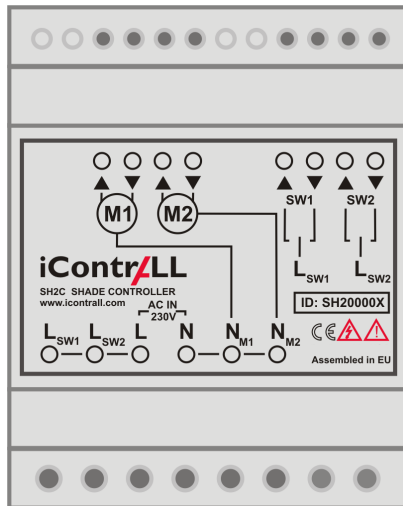 M1 M2
SW1 SW2
LSW1 LSW2
iContrALL
SH2C SHADE CONTROLLER
www.icontrall.com
ID: SH20000X
AC IN
230V
LSW1 LSW2 L N NM1 NM2
CE
Assembled in EU